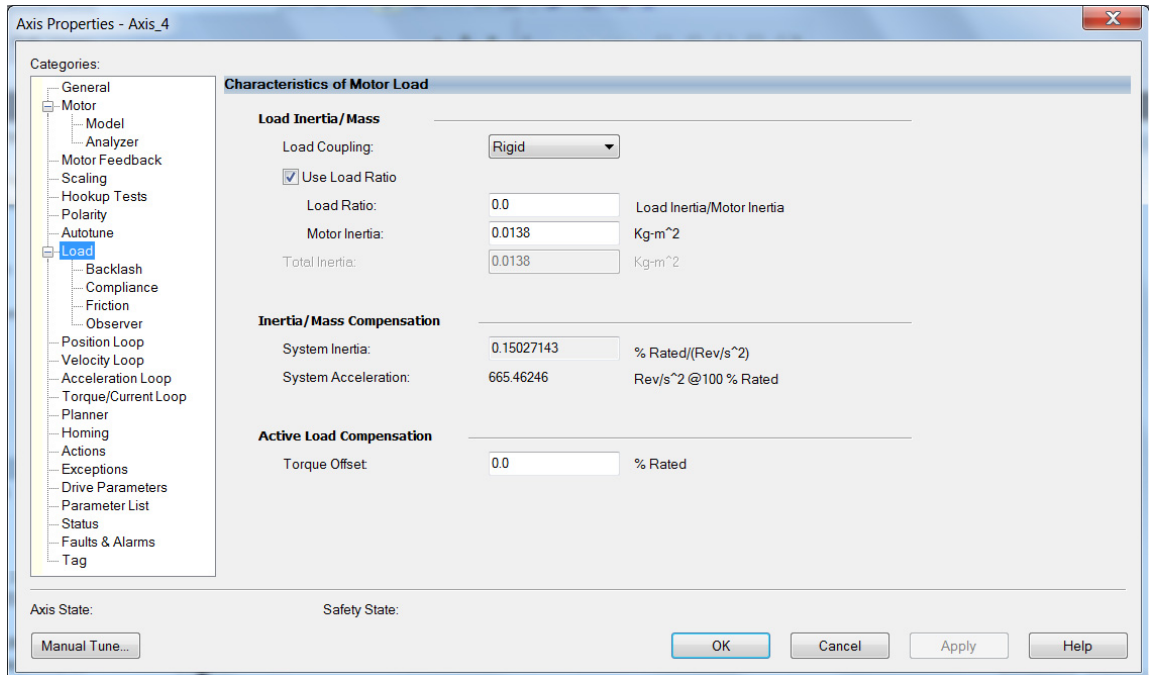 Axis Properties - Axis_4
X
Categories:
General
Motor
Model
Analyzer
Motor Feedback
Scaling
Hookup Tests
Polarity
Autotune
Load
Backlash
Compliance
Friction
Observer
Position Loop
Velocity Loop
Acceleration Loop
Torque/Current Loop
Planner
Homing
Actions
Exceptions
Drive Parameters
Parameter List
Status
Faults & Alarms
Tag
Characteristics of Motor Load
Load Inertia/Mass
Load Coupling: Rigid
Use Load Ratio
Load Ratio: 0.0 Load Inertia/Motor Inertia
Motor Inertia: 0.0138 Kg-m^2
Total Inertia: 0.0138 Kg-m^2
Inertia/Mass Compensation
System Inertia: 0.15027143 % Rated/(Rev/s^2)
System Acceleration: 665.46246 Rev/s^2 @100 % Rated
Active Load Compensation
Torque Offset: 0.0 % Rated
Axis State: Safety State:
Manual Tune... OK Cancel Apply Help